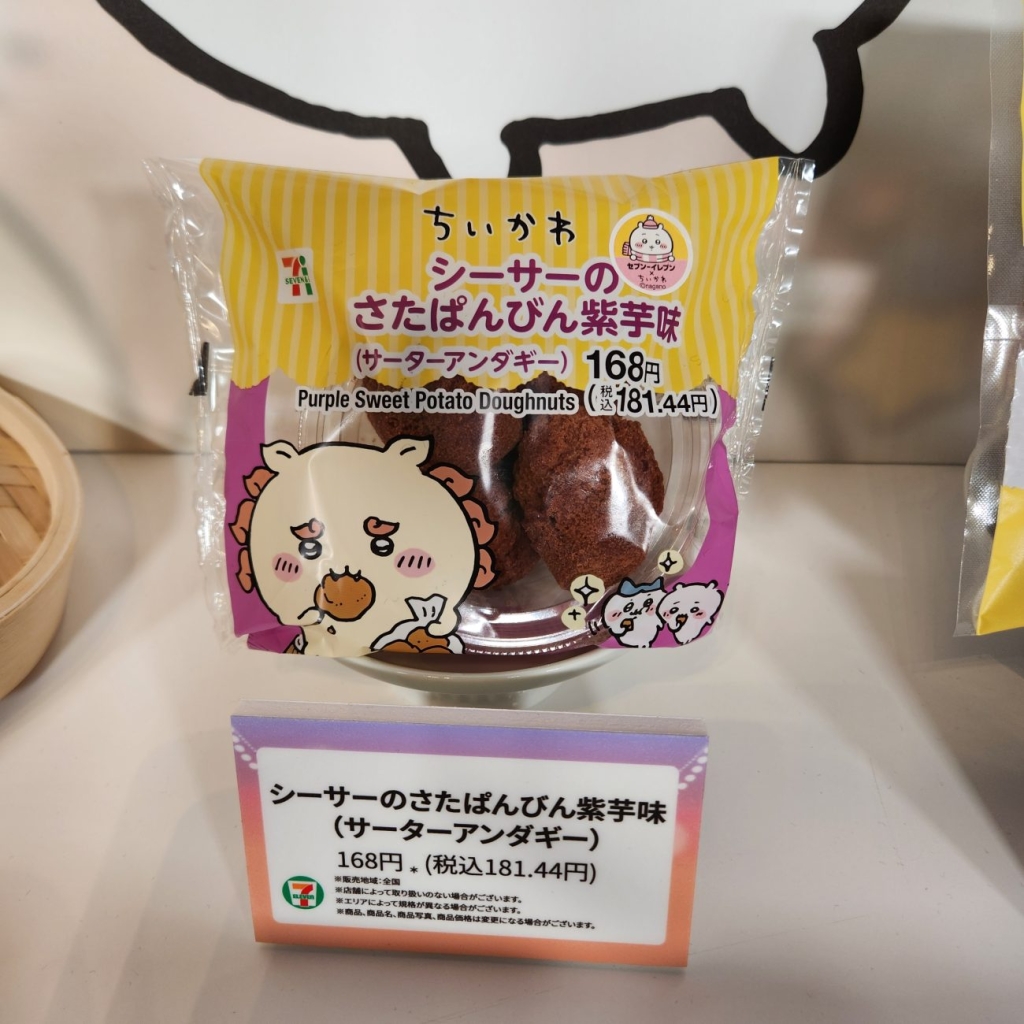 ちいかわ
7i
SEVEN&i
シーサーの
さたぱんびん紫芋味
(サーターアンダギー)
168円
Purple Sweet Potato Doughnuts
(税込181.44円)
セブン-イレブン
×
ちいかわ
©nagano
シーサーのさたぱんびん紫芋味
(サーターアンダギー)
168円 * (税込181.44円)
7
ELEVEN
※販売地域:全国
※店舗によって取り扱いのない場合がございます。
※エリアによって規格が異なる場合がございます。
※商品、商品名、商品写真、商品価格は変更になる場合がございます。